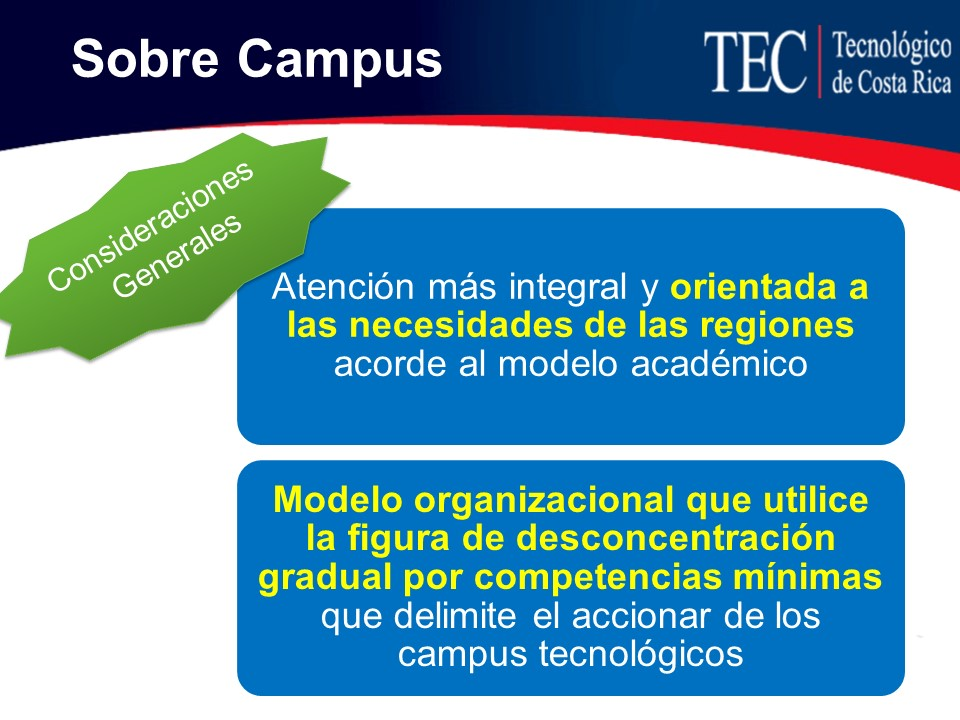 Sobre Campus
TEC
Tecnológico
de Costa Rica
Consideraciones
Generales
Atención más integral y orientada a
las necesidades de las regiones
acorde al modelo académico
Modelo organizacional que utilice
la figura de desconcentración
gradual por competencias mínimas
que delimite el accionar de los
campus tecnológicos